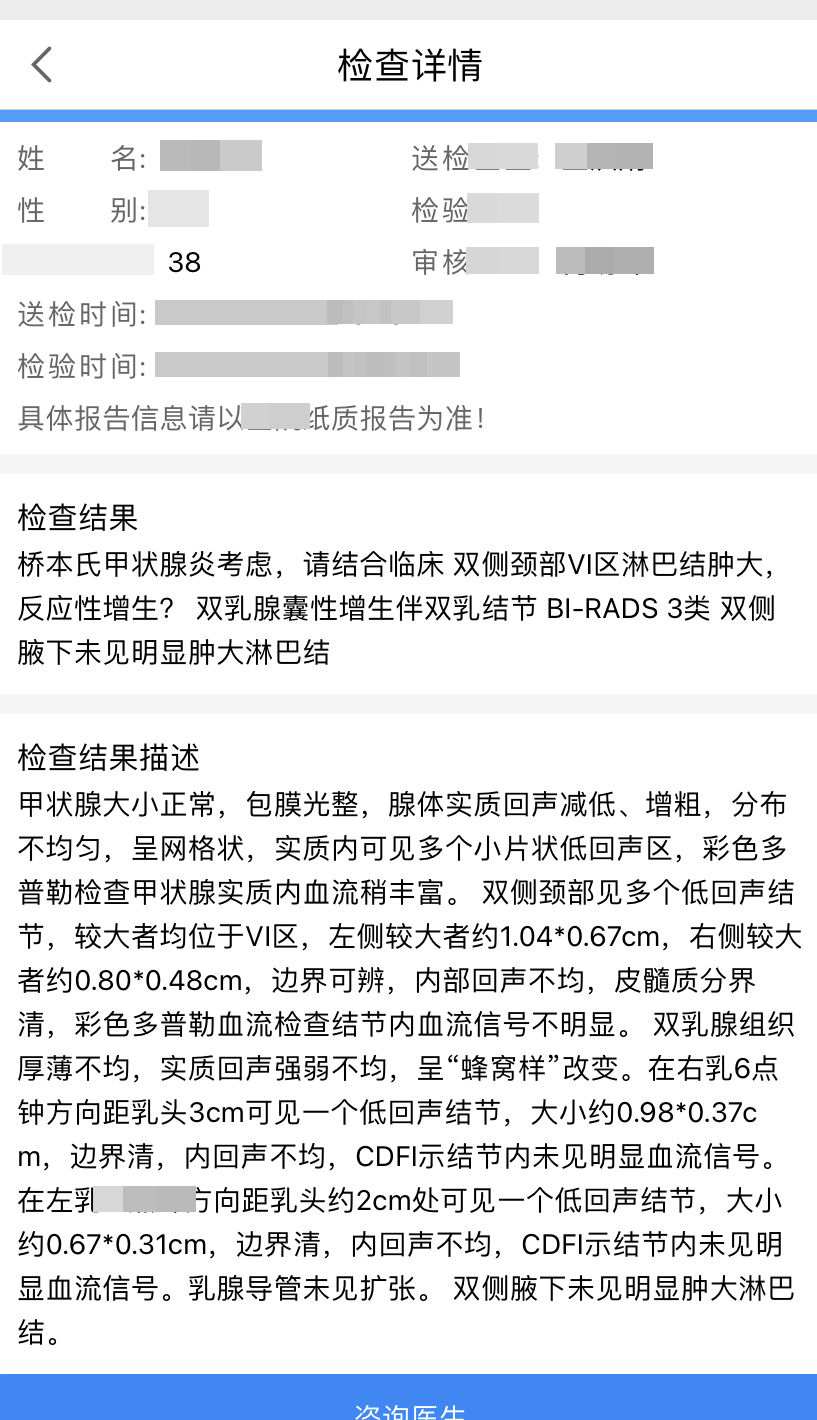 检查详情
姓 名: 送检
性 别: 检验
38 审核
送检时间:
检验时间:
具体报告信息请以 纸质报告为准!
检查结果
桥本氏甲状腺炎考虑，请结合临床 双侧颈部VI区淋巴结肿大，
反应性增生？ 双乳腺囊性增生伴双乳结节 BI-RADS 3类 双侧
腋下未见明显肿大淋巴结
检查结果描述
甲状腺大小正常，包膜光整，腺体实质回声减低、增粗，分布
不均匀，呈网格状，实质内可见多个小片状低回声区，彩色多
普勒检查甲状腺实质内血流稍丰富。 双侧颈部见多个低回声结
节，较大者均位于VI区，左侧较大者约1.04*0.67cm，右侧较大
者约0.80*0.48cm，边界可辨，内部回声不均，皮髓质分界
清，彩色多普勒血流检查结节内血流信号不明显。 双乳腺组织
厚薄不均，实质回声强弱不均，呈“蜂窝样”改变。在右乳6点
钟方向距乳头3cm可见一个低回声结节，大小约0.98*0.37c
m，边界清，内回声不均，CDFI示结节内未见明显血流信号。
在左乳 方向距乳头约2cm处可见一个低回声结节，大小
约0.67*0.31cm，边界清，内回声不均，CDFI示结节内未见明
显血流信号。乳腺导管未见扩张。 双侧腋下未见明显肿大淋巴
结。
咨询医生